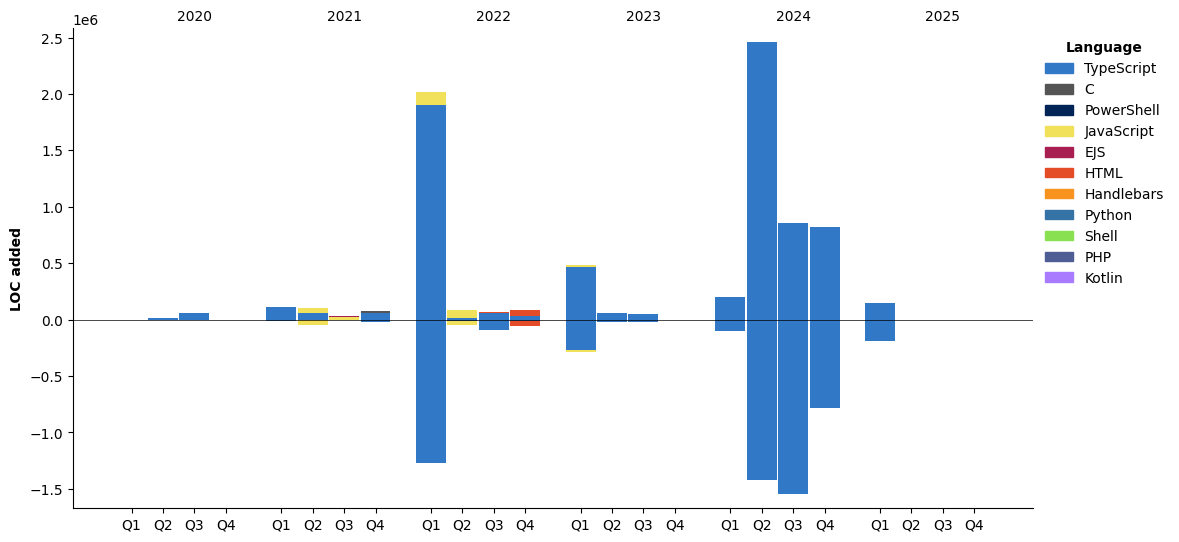 1e6
2020 2021 2022 2023 2024 2025
2.5
2.0
1.5
1.0
0.5
0.0
−0.5
−1.0
−1.5
LOC added
Q1 Q2 Q3 Q4 Q1 Q2 Q3 Q4 Q1 Q2 Q3 Q4 Q1 Q2 Q3 Q4 Q1 Q2 Q3 Q4 Q1 Q2 Q3 Q4
Language
TypeScript
C
PowerShell
JavaScript
EJS
HTML
Handlebars
Python
Shell
PHP
Kotlin